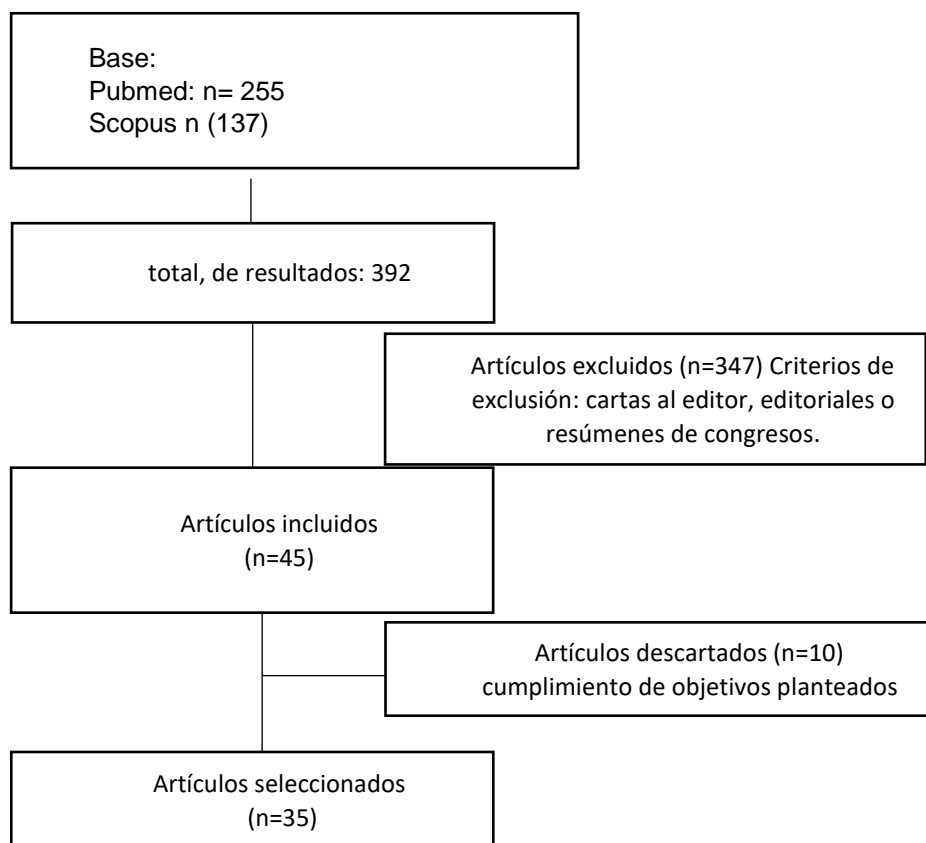 Base:
Pubmed: n= 255
Scopus n (137)
total, de resultados: 392
Artículos excluidos (n=347) Criterios de
exclusión: cartas al editor, editoriales o
resúmenes de congresos.
Artículos incluidos
(n=45)
Artículos descartados (n=10)
cumplimiento de objetivos planteados
Artículos seleccionados
(n=35)